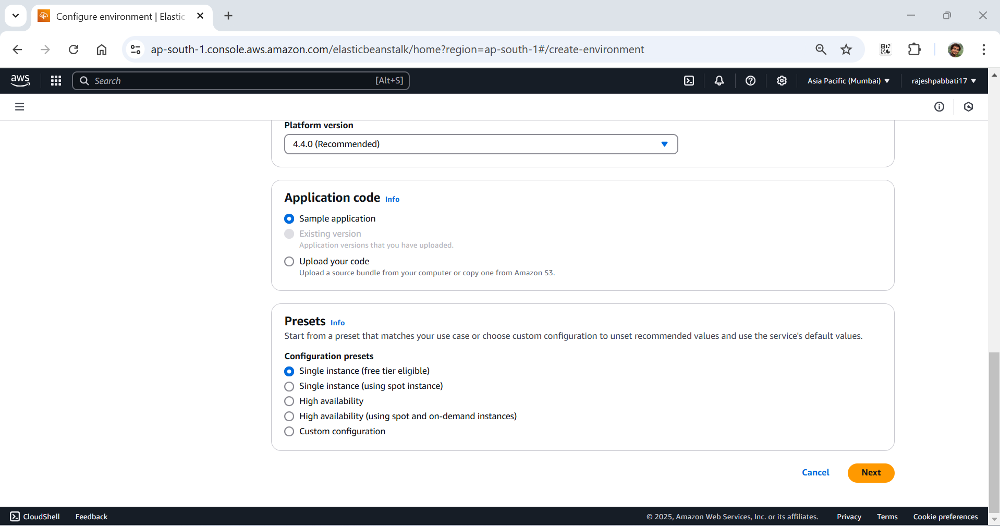 Configure environment | Elastic
ap-south-1.console.aws.amazon.com/elasticbeanstalk/home?region=ap-south-1#/create-environment
aws
Search [Alt+S]
Asia Pacific (Mumbai)
rajeshpabbati17
Platform version
4.4.0 (Recommended)
Application code Info
Sample application
Existing version
Application versions that you have uploaded.
Upload your code
Upload a source bundle from your computer or copy one from Amazon S3.
Presets Info
Start from a preset that matches your use case or choose custom configuration to unset recommended values and use the service's default values.
Configuration presets
Single instance (free tier eligible)
Single instance (using spot instance)
High availability
High availability (using spot and on-demand instances)
Custom configuration
Cancel
Next
CloudShell
Feedback
© 2025, Amazon Web Services, Inc. or its affiliates.
Privacy
Terms
Cookie preferences